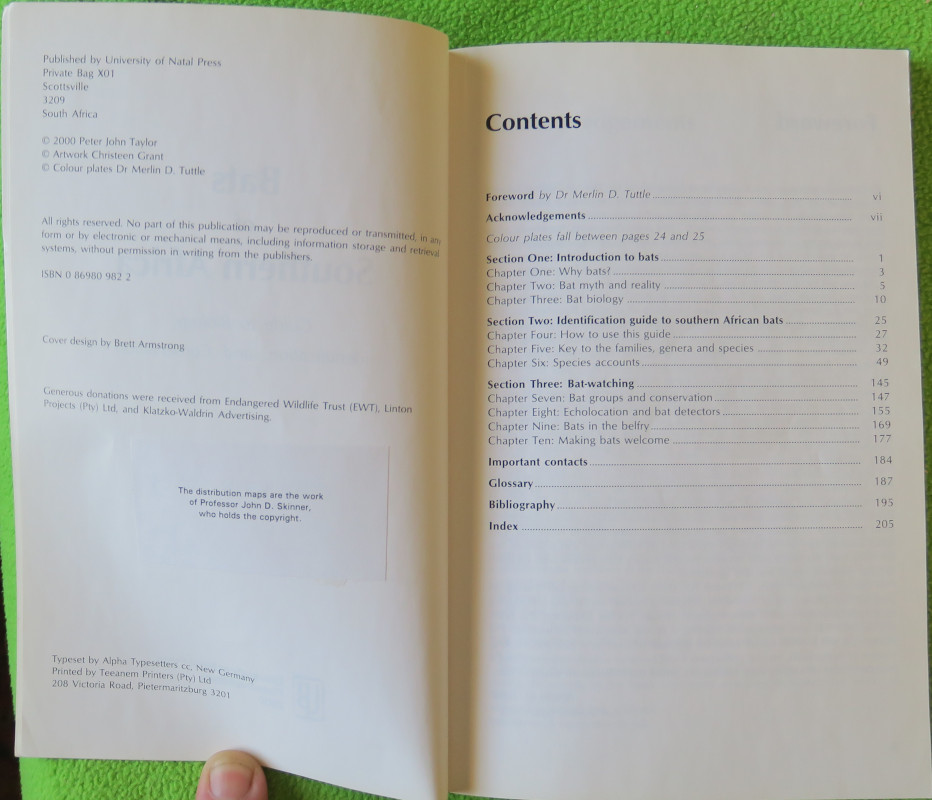 Published by University of Natal Press
Private Bag X01
Scottsville
3209
South Africa
© 2000 Peter John Taylor
© Artwork Christeen Grant
© Colour plates Dr Merlin D. Tuttle
All rights reserved. No part of this publication may be reproduced or transmitted, in any
form or by electronic or mechanical means, including information storage and retrieval
systems, without permission in writing from the publishers.
ISBN 0 86980 982 2
Cover design by Brett Armstrong
Generous donations were received from Endangered Wildlife Trust (EWT), Linton
Projects (Pty) Ltd, and Klatzko-Waldrin Advertising.
The distribution maps are the work
of Professor John D. Skinner,
who holds the copyright.
Typeset by Alpha Typesetters cc, New Germany
Printed by Teeanem Printers (Pty) Ltd
208 Victoria Road, Pietermaritzburg 3201
Contents
Foreword by Dr Merlin D. Tuttle vi
Acknowledgements vii
Colour plates fall between pages 24 and 25
Section One: Introduction to bats 1
Chapter One: Why bats? 3
Chapter Two: Bat myth and reality 5
Chapter Three: Bat biology 10
Section Two: Identification guide to southern African bats 25
Chapter Four: How to use this guide 27
Chapter Five: Key to the families, genera and species 32
Chapter Six: Species accounts 49
Section Three: Bat-watching 145
Chapter Seven: Bat groups and conservation 147
Chapter Eight: Echolocation and bat detectors 155
Chapter Nine: Bats in the belfry 169
Chapter Ten: Making bats welcome 177
Important contacts 184
Glossary 187
Bibliography 195
Index 205